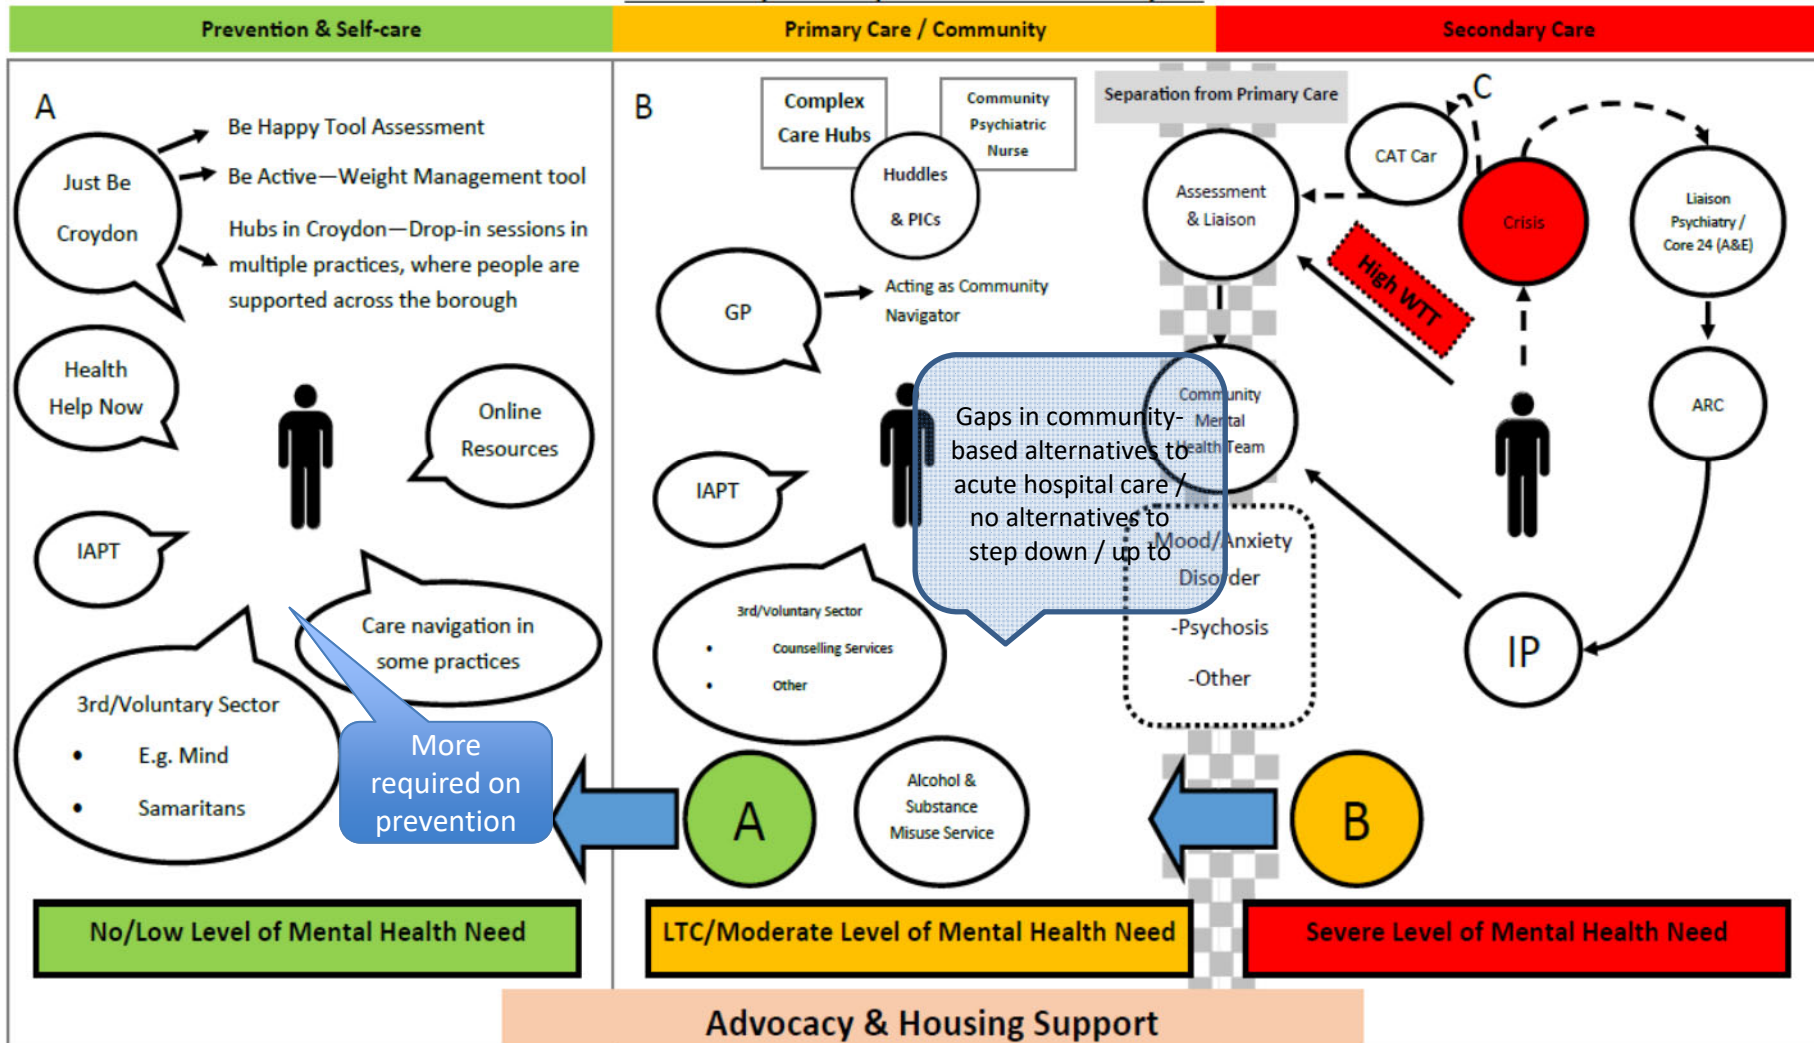 Prevention & Self-care
Primary Care / Community
Secondary Care
A
Just Be
Croydon
Be Happy Tool Assessment
Be Active—Weight Management tool
Hubs in Croydon—Drop-in sessions in
multiple practices, where people are
supported across the borough
Health
Help Now
Online
Resources
IAPT
Care navigation in
some practices
3rd/Voluntary Sector
• E.g. Mind
• Samaritans
More
required on
prevention
No/Low Level of Mental Health Need
B
Complex
Care Hubs
Community
Psychiatric
Nurse
Huddles
& PICs
GP
Acting as Community
Navigator
IAPT
3rd/Voluntary Sector
• Counselling Services
• Other
Gaps in community-
based alternatives to
acute hospital care /
no alternatives to
step down / up to
A
Alcohol &
Substance
Misuse Service
LTC/Moderate Level of Mental Health Need
Separation from Primary Care
Assessment
& Liaison
Community
Mental
Health Team
-Mood/Anxiety
Disorder
-Psychosis
-Other
C
CAT Car
Crisis
Liaison
Psychiatry /
Core 24 (A&E)
High WTT
ARC
IP
B
Severe Level of Mental Health Need
Advocacy & Housing Support